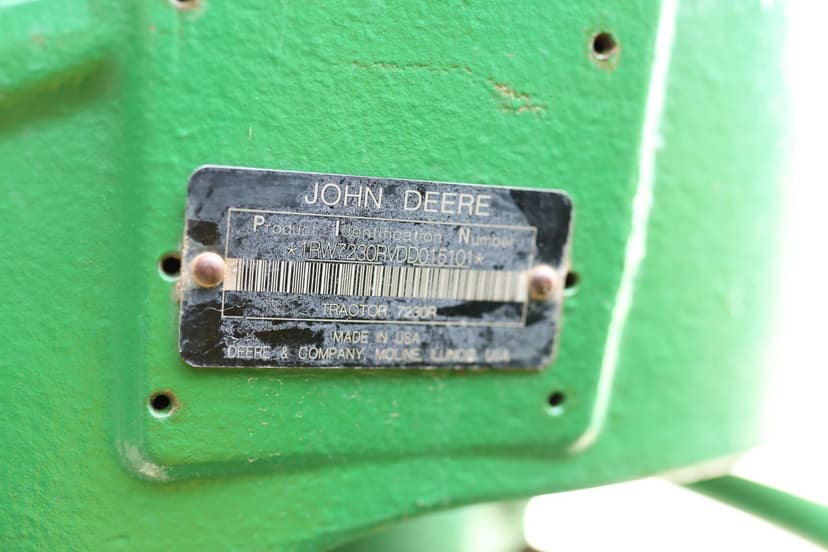 JOHN DEERE
Product Identification Number
*1RW7230RVDD015101*
TRACTOR 7230R
MADE IN USA
DEERE & COMPANY, MOLINE, ILLINOIS, USA